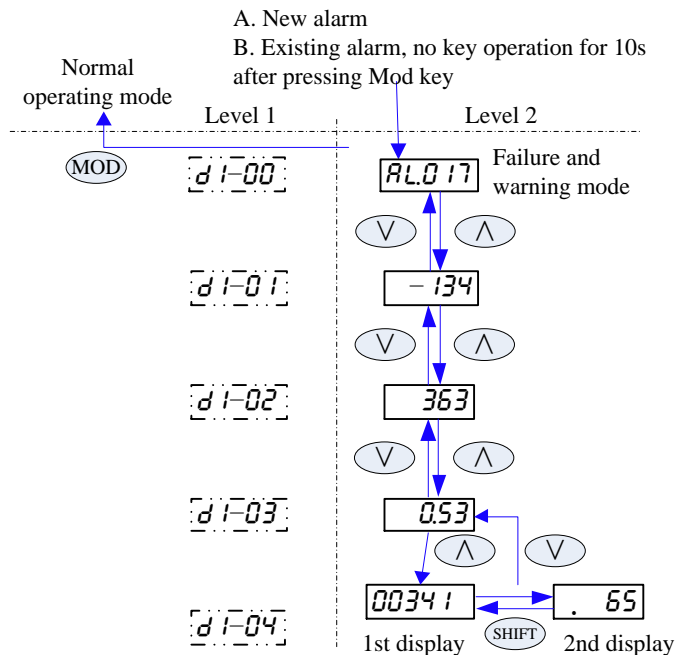 A. New alarm
B. Existing alarm, no key operation for 10s
after pressing Mod key
Normal
operating mode
Level 1
Level 2
MOD
d1-00
AL.017
Failure and
warning mode
V
Λ
d1-01
-134
V
Λ
d1-02
363
V
Λ
d1-03
0.53
Λ
V
00341
. 65
d1-04
1st display
SHIFT
2nd display